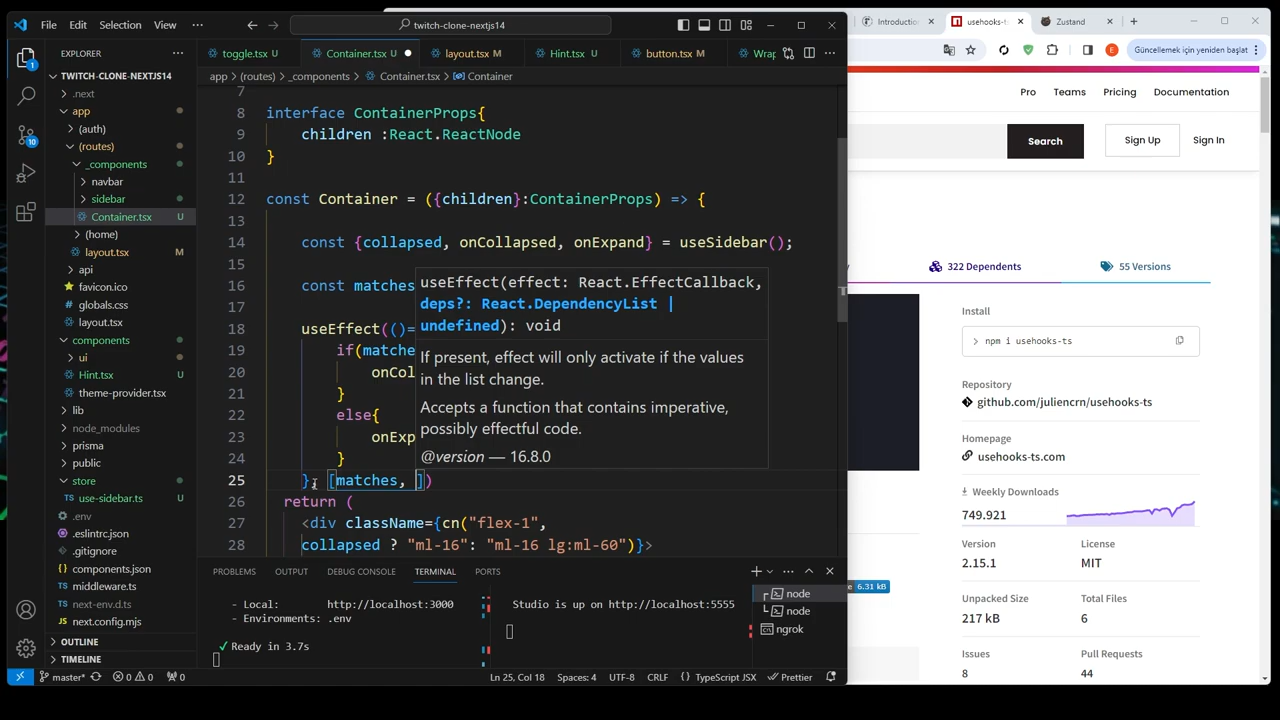 File Edit Selection View ··· twitch-clone-nextjs14
EXPLORER ···
TWITCH-CLONE-NEXTJS14
.next
app
(auth)
(routes)
_components
navbar
sidebar
Container.tsx U
(home)
layout.tsx M
api
favicon.ico
globals.css
layout.tsx
components
ui
Hint.tsx
theme-provider.tsx
lib
node_modules
prisma
public
store
use-sidebar.ts
.env
.eslintrc.json
.gitignore
components.json
middleware.ts
next-env.d.ts
next.config.mjs
OUTLINE
TIMELINE
1
10
toggle.tsx U Container.tsx U layout.tsx M Hint.tsx U button.tsx M Wrap
app > (routes) > _components > Container.tsx > Container
7
8 interface ContainerProps{
9 children :React.ReactNode
10 }
11
12 const Container = ({children}:ContainerProps) => {
13
14 const {collapsed, onCollapsed, onExpand} = useSidebar();
15
16 const matches
17
18 useEffect(()=
19 if(matche
20 onCol
21 }
22 else{
23 onExp
24 }
25 }, [matches, ])
26 return (
27 <div className={cn("flex-1",
28 collapsed ? "ml-16": "ml-16 lg:ml-60")}>
useEffect(effect: React.EffectCallback,
deps?: React.DependencyList |
undefined): void
If present, effect will only activate if the values
in the list change.
Accepts a function that contains imperative,
possibly effectful code.
@version — 16.8.0
PROBLEMS OUTPUT DEBUG CONSOLE TERMINAL PORTS
- Local: http://localhost:3000
- Environments: .env
✓ Ready in 3.7s
Studio is up on http://localhost:5555
node
node
ngrok
master* 0 0 0 Ln 25, Col 18 Spaces: 4 UTF-8 CRLF {} TypeScript JSX Prettier
Introduction usehooks-ts Zustand
E Güncellemek için yeniden başlat
Pro Teams Pricing Documentation
Search Sign Up Sign In
322 Dependents 55 Versions
Install
npm i usehooks-ts
Repository
github.com/juliencrn/usehooks-ts
Homepage
usehooks-ts.com
Weekly Downloads
749.921
Version License
2.15.1 MIT
6.31 kB
Unpacked Size Total Files
217 kB 6
Issues Pull Requests
8 44